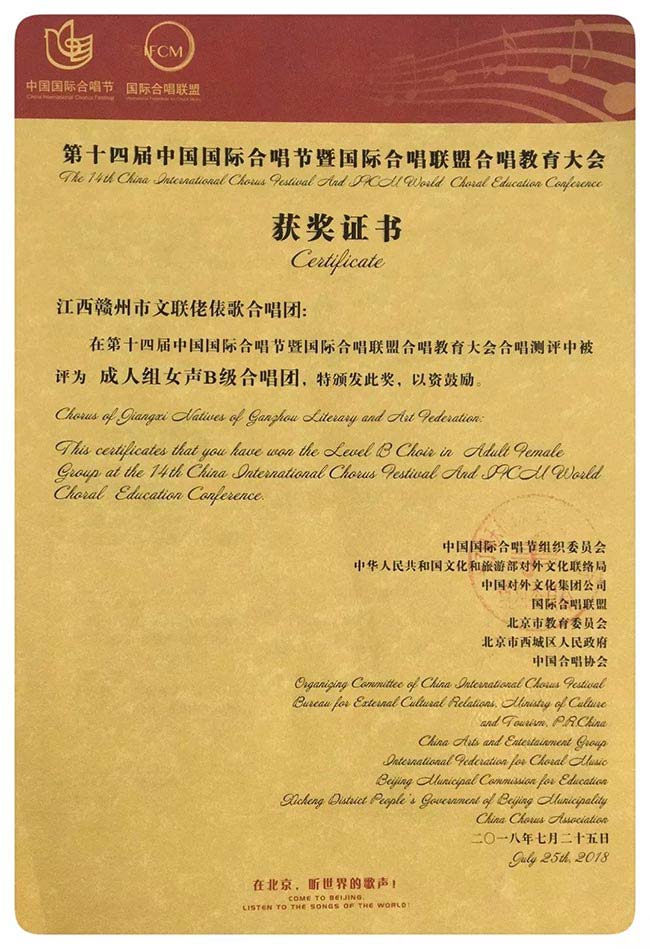 IFCM
中国国际合唱节
China International Chorus Festival
国际合唱联盟
International Federation for Choral Music
第十四届中国国际合唱节暨国际合唱联盟合唱教育大会
The 14th China International Chorus Festival And IFCM World Choral Education Conference
获奖证书
Certificate
江西赣州市文联佬俵歌合唱团:
在第十四届中国国际合唱节暨国际合唱联盟合唱教育大会合唱测评中被
评为 成人组女声B级合唱团，特颁发此奖，以资鼓励。
Chorus of Jiangxi Natives of Ganzhou Literary and Art Federation:
This certificates that you have won the Level B Choir in Adult Female
Group at the 14th China International Chorus Festival And IFCM World
Choral Education Conference.
中国国际合唱节组织委员会
中华人民共和国文化和旅游部对外文化联络局
中国对外文化集团公司
国际合唱联盟
北京市教育委员会
北京市西城区人民政府
中国合唱协会
Organizing Committee of China International Chorus Festival
Bureau for External Cultural Relations, Ministry of Culture
and Tourism, P.R.China
China Arts and Entertainment Group
International Federation for Choral Music
Beijing Municipal Commission for Education
Xicheng District People's Government of Beijing Municipality
China Chorus Association
二〇一八年七月二十五日
July 25th, 2018
在北京，听世界的歌声！
COME TO BEIJING,
LISTEN TO THE SONGS OF THE WORLD!